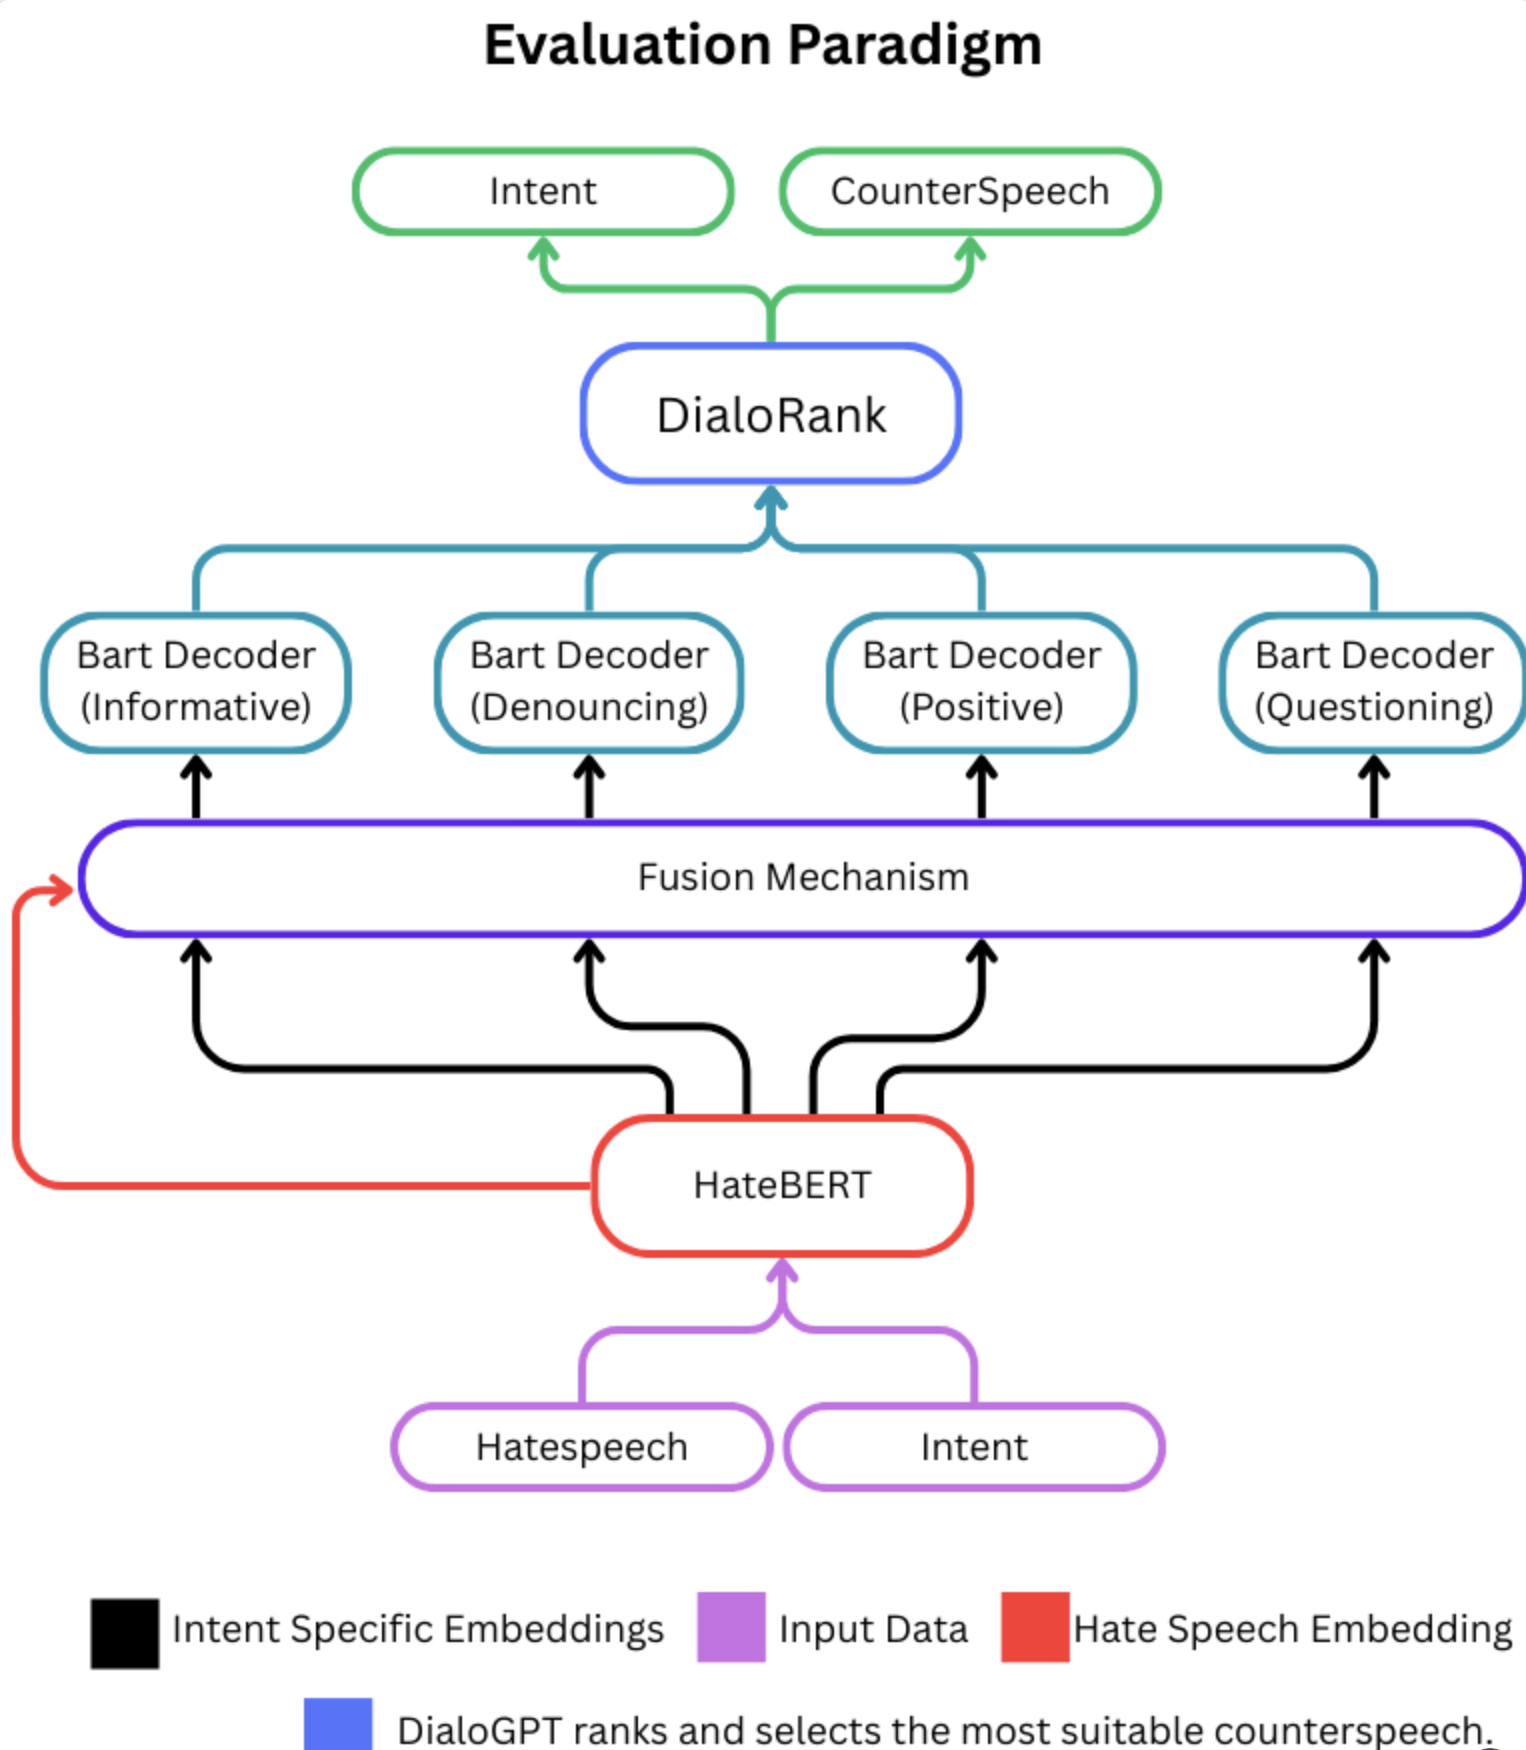 Evaluation Paradigm
Intent
CounterSpeech
DialoRank
Bart Decoder
(Informative)
Bart Decoder
(Denouncing)
Bart Decoder
(Positive)
Bart Decoder
(Questioning)
Fusion Mechanism
HateBERT
Hatespeech
Intent
Intent Specific Embeddings
Input Data
Hate Speech Embedding
DialoGPT ranks and selects the most suitable counterspeech.